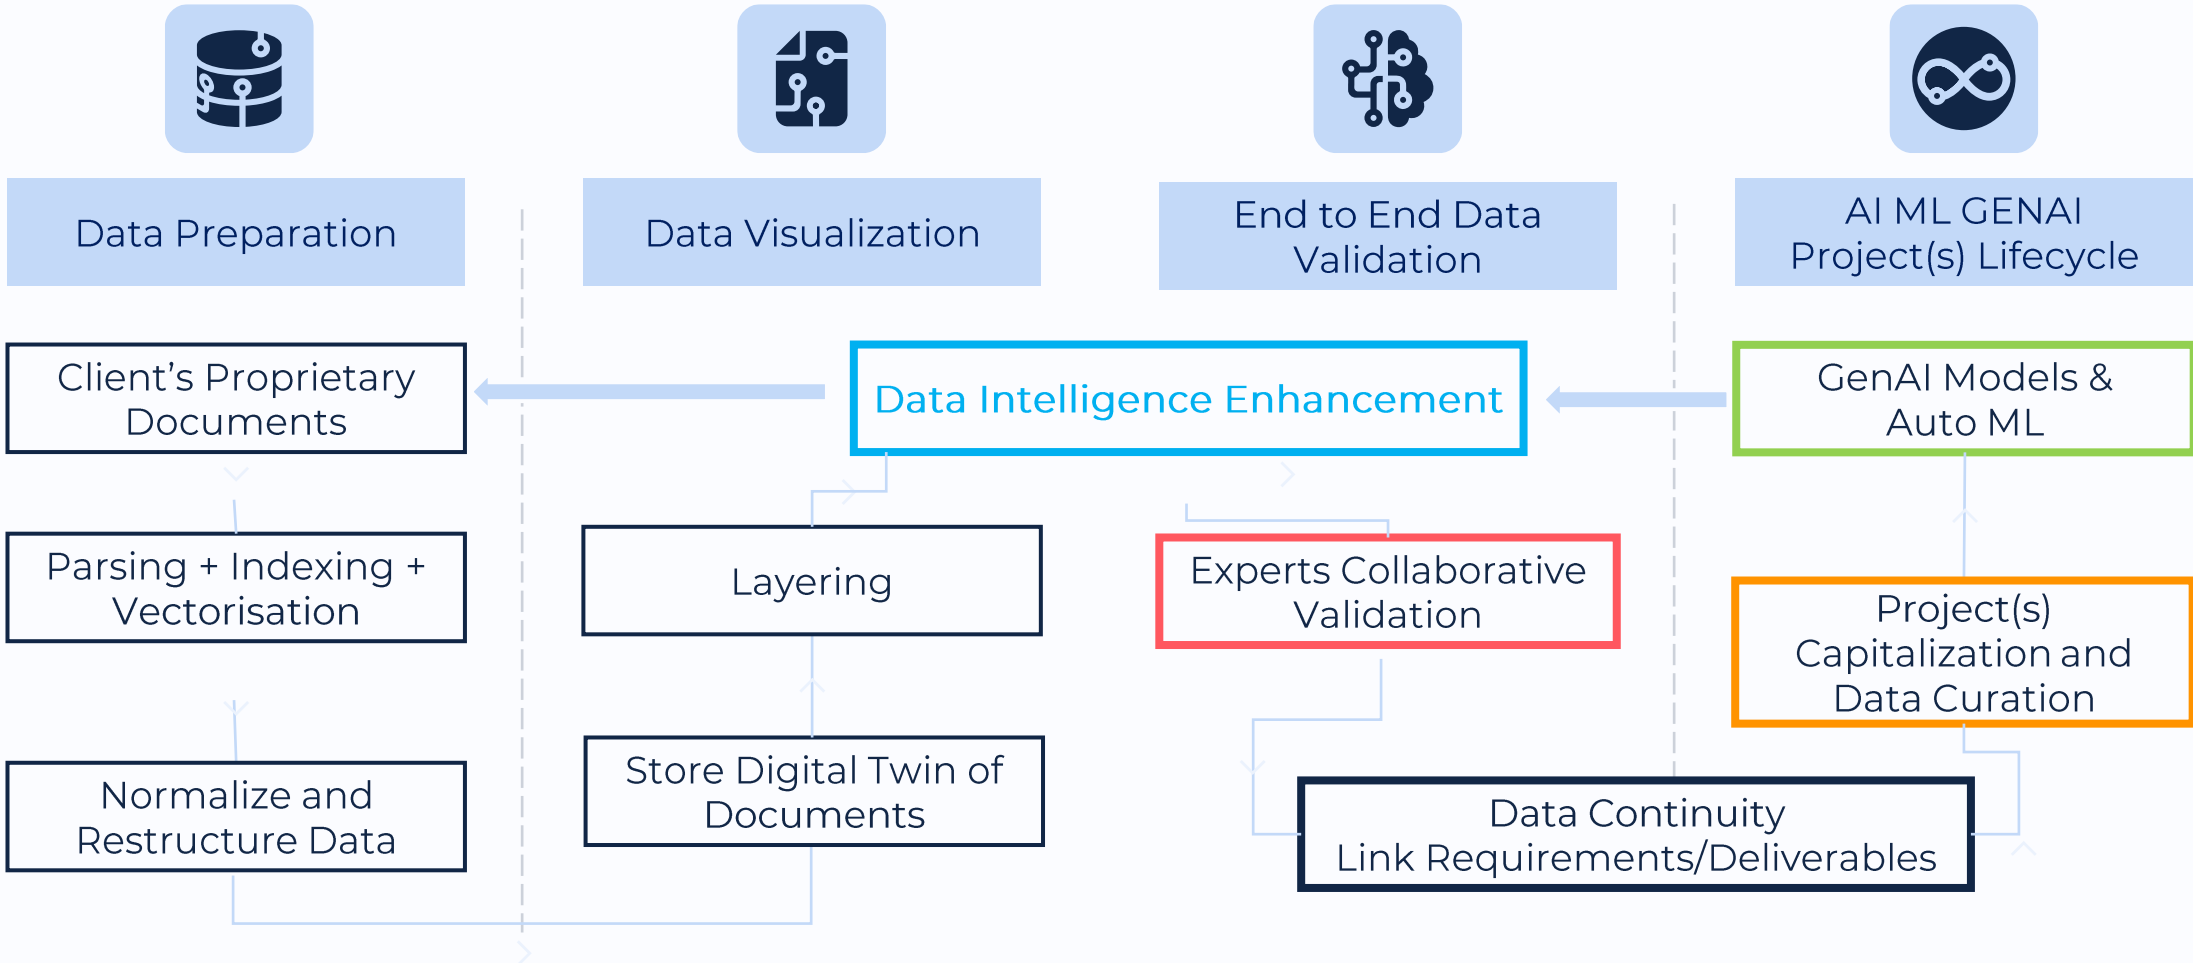 Data Preparation
Data Visualization
End to End Data
Validation
AI ML GENAI
Project(s) Lifecycle
Client’s Proprietary
Documents
Data Intelligence Enhancement
GenAI Models &
Auto ML
Parsing + Indexing +
Vectorisation
Layering
Experts Collaborative
Validation
Project(s)
Capitalization and
Data Curation
Normalize and
Restructure Data
Store Digital Twin of
Documents
Data Continuity
Link Requirements/Deliverables